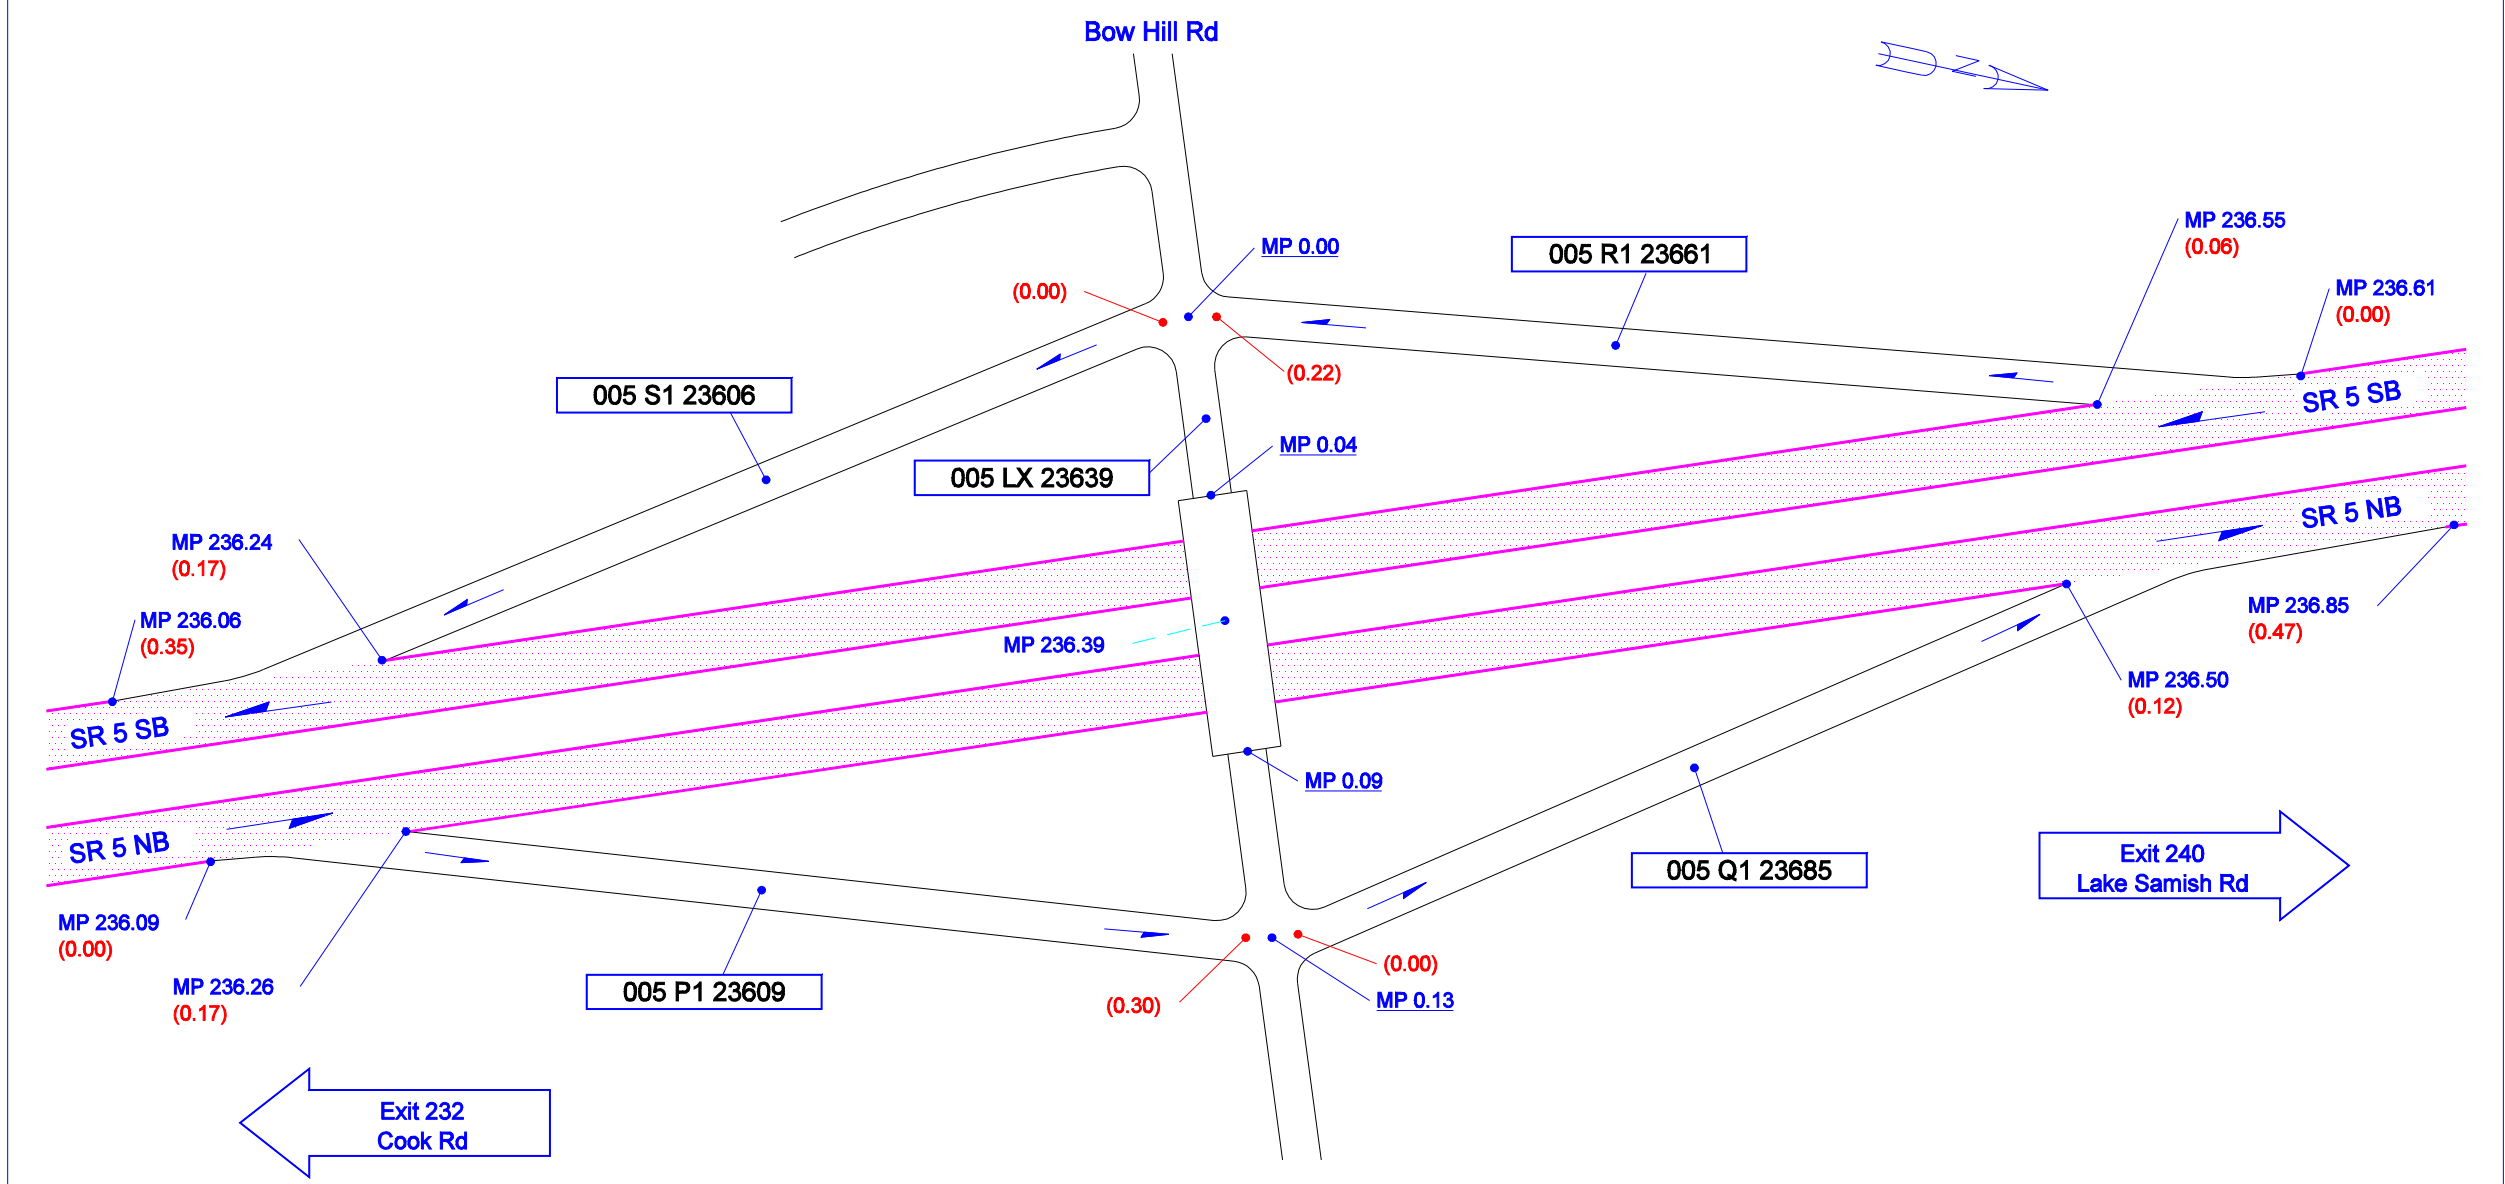 Bow Hill Rd
N
MP 0.00
005 R1 23661
MP 236.55
(0.06)
(0.00)
MP 236.61
(0.00)
(0.22)
005 S1 23606
SR 5 SB
MP 0.04
005 LX 23639
SR 5 NB
MP 236.24
(0.17)
MP 236.06
(0.35)
MP 236.39
MP 236.85
(0.47)
MP 236.50
(0.12)
SR 5 SB
MP 0.09
SR 5 NB
Exit 240
Lake Samish Rd
005 Q1 23685
MP 236.09
(0.00)
MP 236.26
(0.17)
005 P1 23609
(0.30)
(0.00)
MP 0.13
Exit 232
Cook Rd